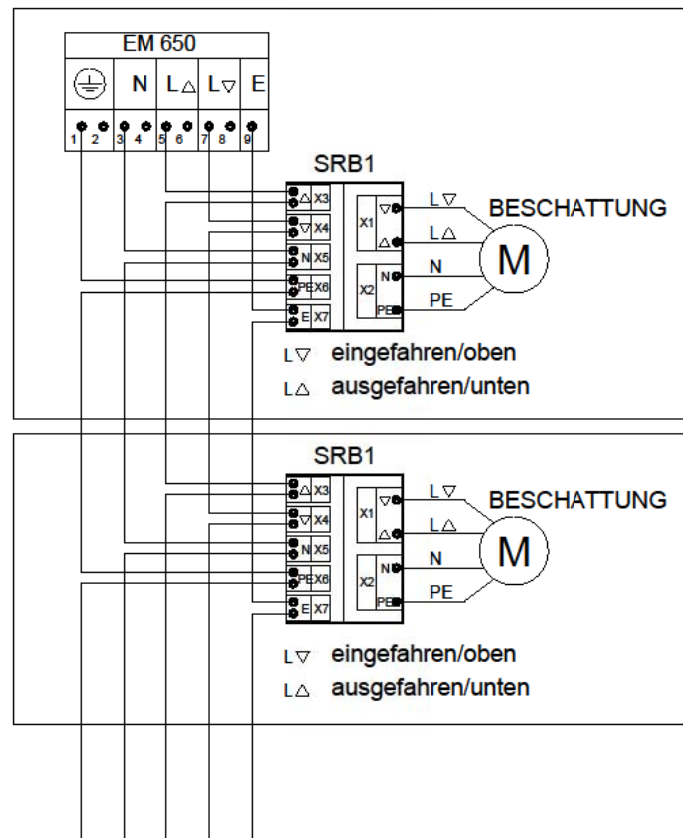 EM 650
N L△ L▽ E
1 2 3 4 5 6 7 8 9
SRB1
△ X3
▽ X4
N X5
PE X6
E X7
X1 ▽
△
X2 N
PE
L▽
L△
N
PE
BESCHATTUNG
M
L▽ eingefahren/oben
L△ ausgefahren/unten
SRB1
△ X3
▽ X4
N X5
PE X6
E X7
X1 ▽
△
X2 N
PE
L▽
L△
N
PE
BESCHATTUNG
M
L▽ eingefahren/oben
L△ ausgefahren/unten